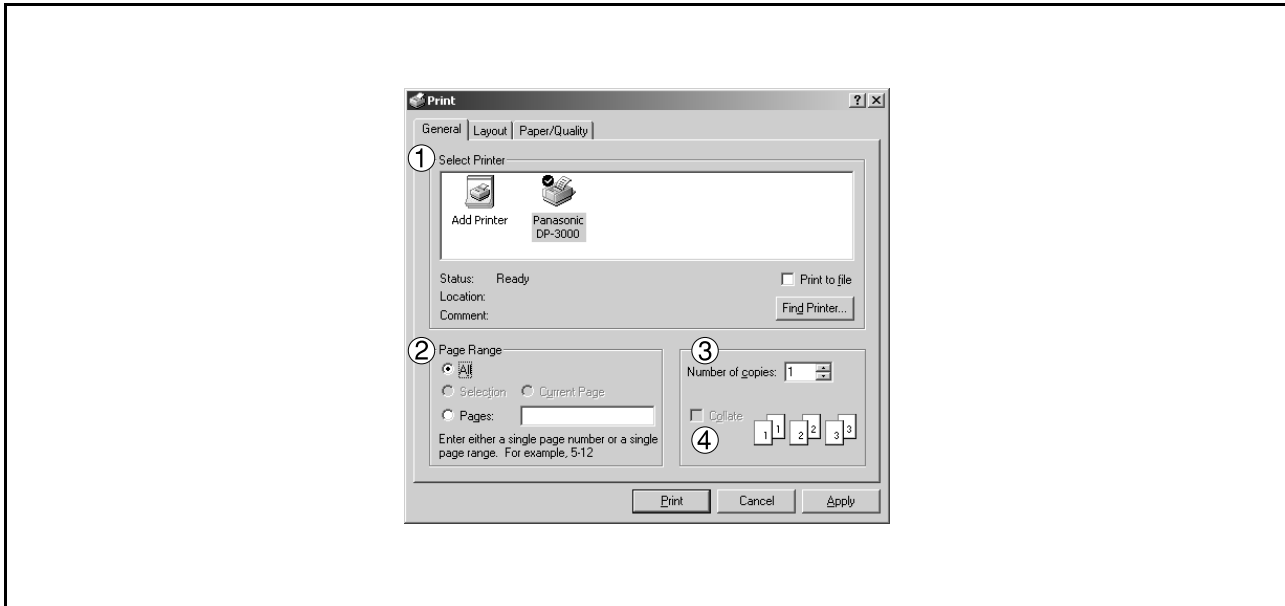 Print
General Layout Paper/Quality
① Select Printer
Add Printer
Panasonic
DP-3000
Status: Ready
Location:
Comment:
Print to file
Find Printer...
② Page Range
All
Selection Current Page
Pages:
Enter either a single page number or a single
page range. For example, 5-12
③
Number of copies: 1
Collate
④
1 1 2 2 3 3
Print Cancel Apply